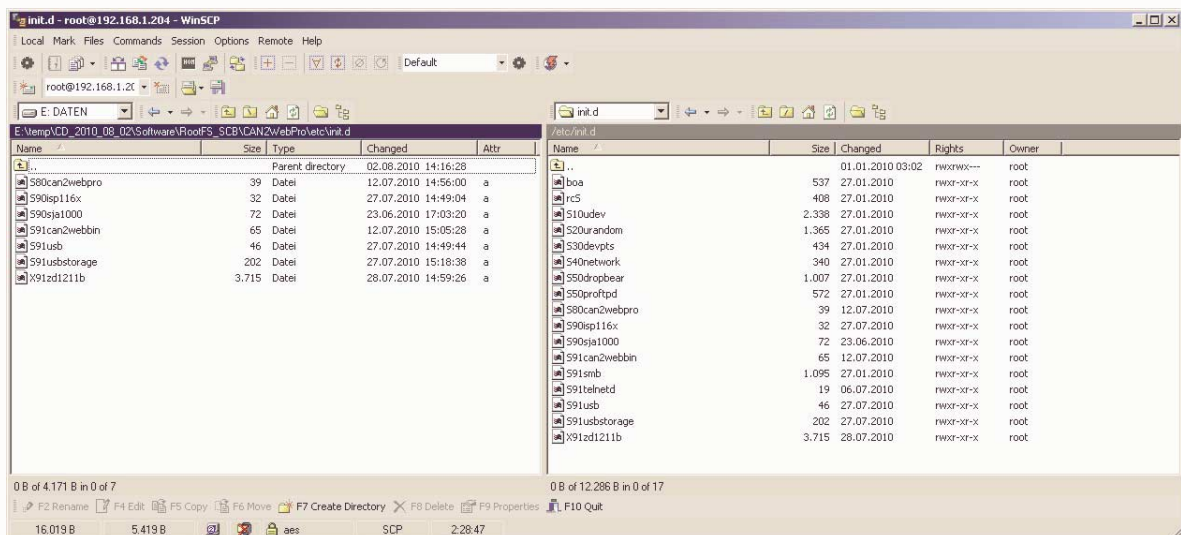 init.d - root@192.168.1.204 - WinSCP
Local Mark Files Commands Session Options Remote Help
Default
root@192.168.1.20
E: DATEN
init.d
E:\temp\CD_2010_08_02\Software\RootFS_SCB\CAN2WebPro\etc\init.d
/etc/init.d
Name Size Type Changed Attr
Name Size Changed Rights Owner
.. Parent directory 02.08.2010 14:16:28
S80can2webpro 39 Datei 12.07.2010 14:56:00 a
S90isp116x 32 Datei 27.07.2010 14:49:04 a
S90sja1000 72 Datei 23.06.2010 17:03:20 a
S91can2webbin 65 Datei 12.07.2010 15:05:28 a
S91usb 46 Datei 27.07.2010 14:49:44 a
S91usbstorage 202 Datei 27.07.2010 15:18:38 a
X91zd1211b 3.715 Datei 28.07.2010 14:59:26 a
.. 01.01.2010 03:02 rwxrwx--- root
boa 537 27.01.2010 rwxr-xr-x root
rc5 408 27.01.2010 rwxr-xr-x root
S10udev 2.338 27.01.2010 rwxr-xr-x root
S20urandom 1.365 27.01.2010 rwxr-xr-x root
S30devpts 434 27.01.2010 rwxr-xr-x root
S40network 340 27.01.2010 rwxr-xr-x root
S50dropbear 1.007 27.01.2010 rwxr-xr-x root
S50proftpd 572 27.01.2010 rwxr-xr-x root
S80can2webpro 39 12.07.2010 rwxr-xr-x root
S90isp116x 32 27.07.2010 rwxr-xr-x root
S90sja1000 72 23.06.2010 rwxr-xr-x root
S91can2webbin 65 12.07.2010 rwxr-xr-x root
S91smb 1.095 27.01.2010 rwxr-xr-x root
S91telnetd 19 06.07.2010 rwxr-xr-x root
S91usb 46 27.07.2010 rwxr-xr-x root
S91usbstorage 202 27.07.2010 rwxr-xr-x root
X91zd1211b 3.715 28.07.2010 rwxr-xr-x root
0 B of 4.171 B in 0 of 7
0 B of 12.286 B in 0 of 17
F2 Rename F4 Edit F5 Copy F6 Move F7 Create Directory F8 Delete F9 Properties F10 Quit
16.019 B 5.419 B aes SCP 2:28:47